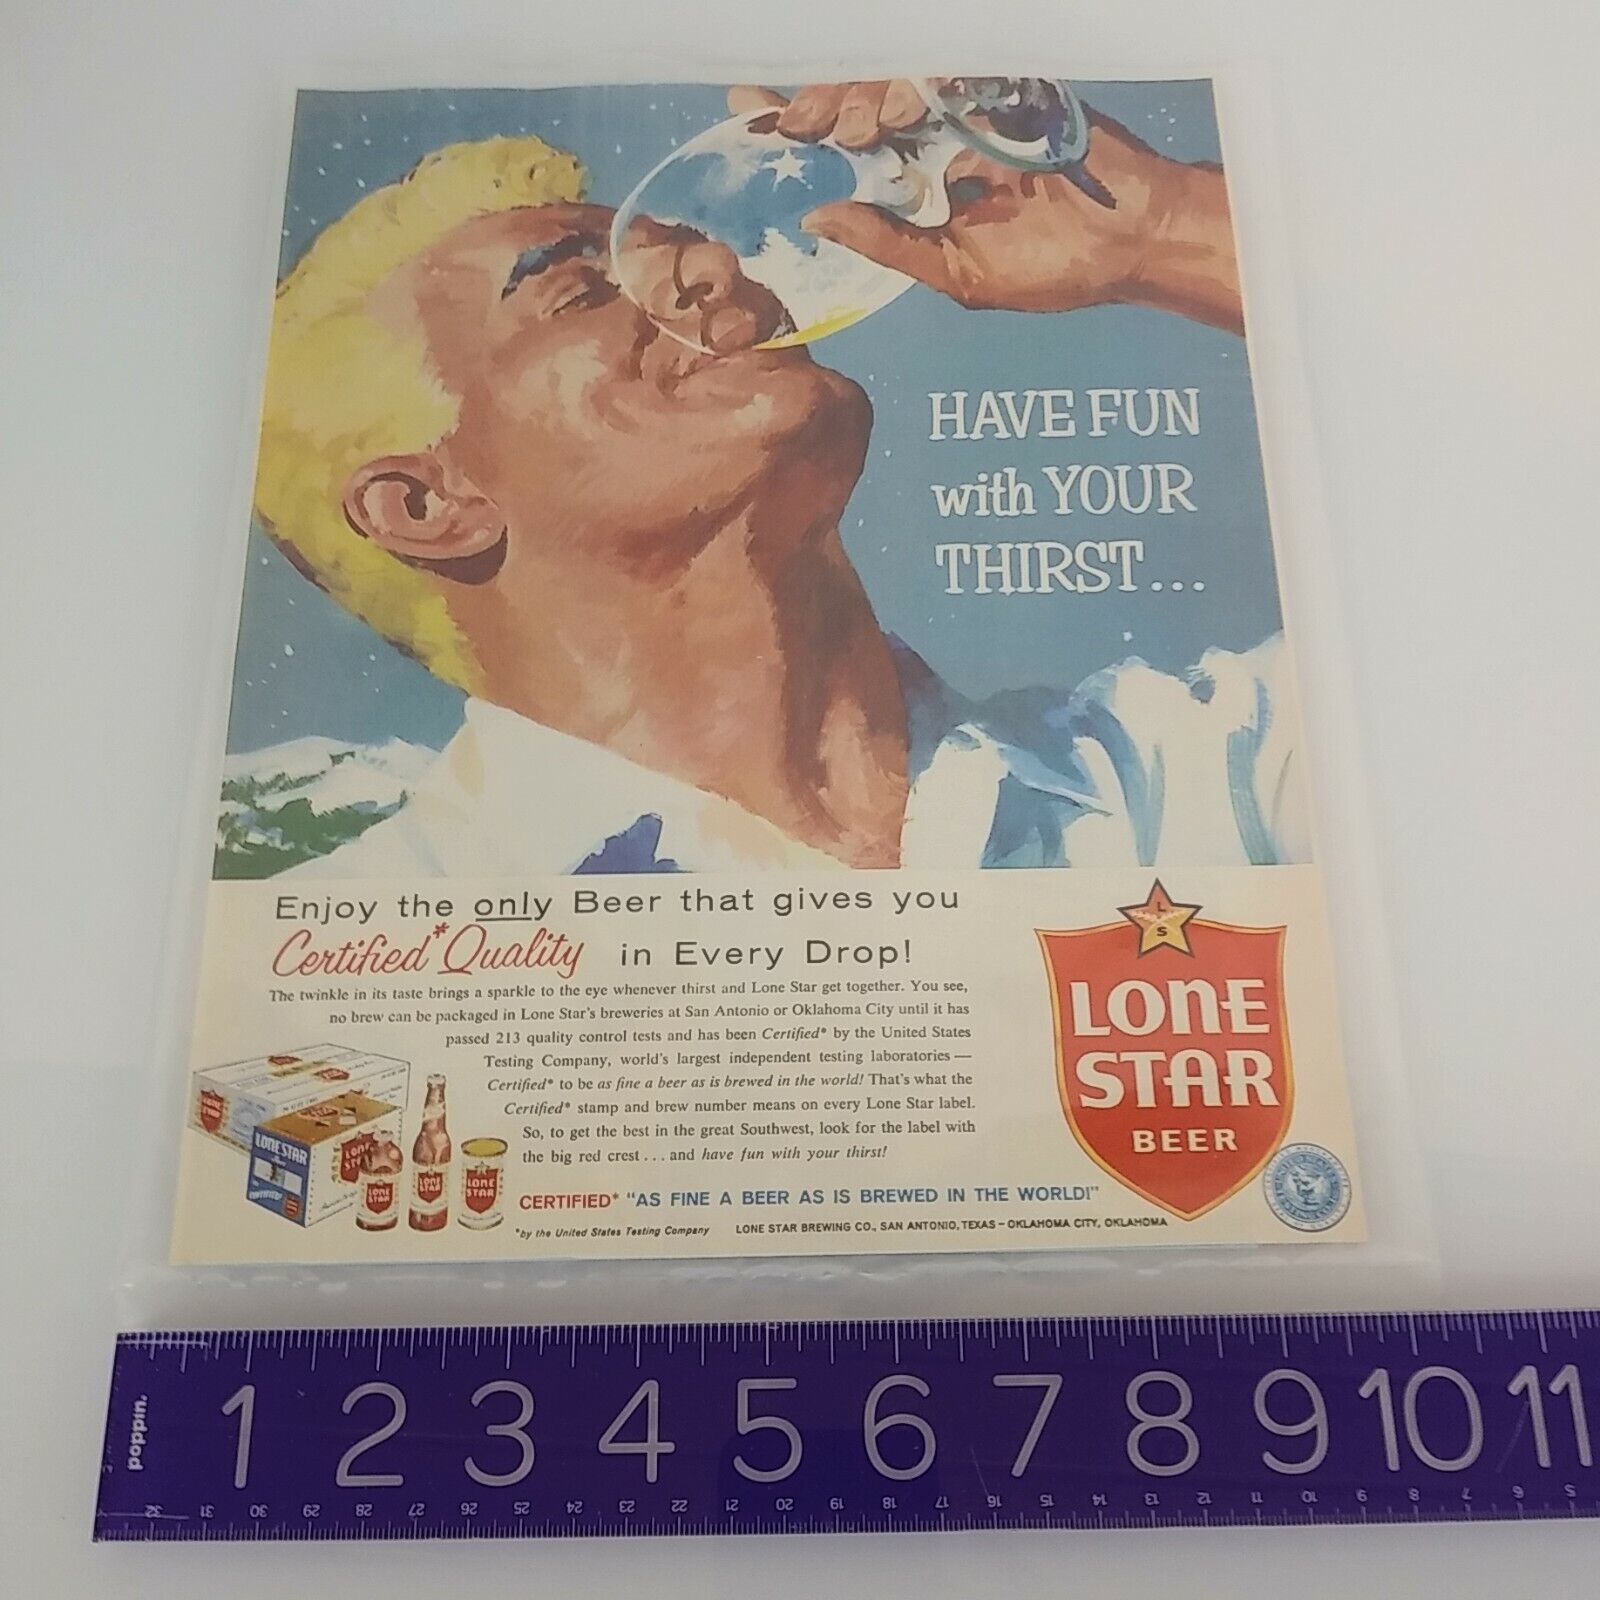 HAVE FUN
with YOUR
THIRST...
Enjoy the only Beer that gives you
Certified* Quality in Every Drop!
The twinkle in its taste brings a sparkle to the eye whenever thirst and Lone Star get together. You see,
no brew can be packaged in Lone Star's breweries at San Antonio or Oklahoma City until it has
passed 213 quality control tests and has been Certified* by the United States
Testing Company, world's largest independent testing laboratories —
Certified* to be as fine a beer as is brewed in the world! That's what the
Certified* stamp and brew number means on every Lone Star label.
So, to get the best in the great Southwest, look for the label with
the big red crest... and have fun with your thirst!
CERTIFIED* "AS FINE A BEER AS IS BREWED IN THE WORLD!"
*by the United States Testing Company LONE STAR BREWING CO., SAN ANTONIO, TEXAS – OKLAHOMA CITY, OKLAHOMA
L
S
LONE
STAR
BEER
LONE STAR
LONE
STAR
LONE
STAR
LONE
STAR
poppin.
1 2 3 4 5 6 7 8 9 10 11
32 31 30 29 28 27 26 25 24 23 22 21 20 19 18 17 16 15 14 13 12 11 10 9 8 7 6 5